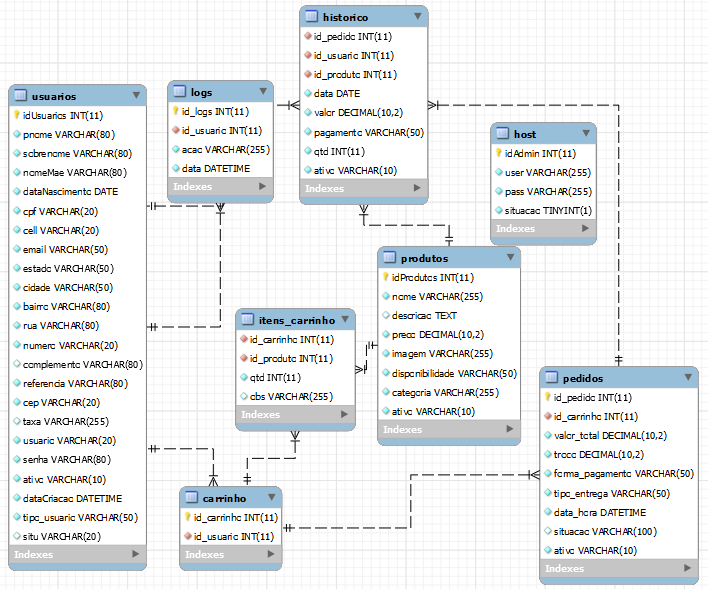 usuarios
idUsuarios INT(11)
pnome VARCHAR(80)
sobrenome VARCHAR(80)
nomeMae VARCHAR(80)
dataNascimento DATE
cpf VARCHAR(20)
cell VARCHAR(20)
email VARCHAR(50)
estado VARCHAR(50)
cidade VARCHAR(50)
bairro VARCHAR(80)
rua VARCHAR(80)
numero VARCHAR(20)
complemento VARCHAR(80)
referencia VARCHAR(80)
cep VARCHAR(20)
taxa VARCHAR(255)
usuario VARCHAR(20)
senha VARCHAR(80)
ativo VARCHAR(10)
dataCriacao DATETIME
tipo_usuario VARCHAR(50)
situ VARCHAR(20)
Indexes
logs
id_logs INT(11)
id_usuario INT(11)
acao VARCHAR(255)
data DATETIME
Indexes
historico
id_pedido INT(11)
id_usuario INT(11)
id_produto INT(11)
data DATE
valor DECIMAL(10,2)
pagamento VARCHAR(50)
qtd INT(11)
ativo VARCHAR(10)
Indexes
host
idAdmin INT(11)
user VARCHAR(255)
pass VARCHAR(255)
situacao TINYINT(1)
Indexes
produtos
idProdutos INT(11)
nome VARCHAR(255)
descricao TEXT
preco DECIMAL(10,2)
imagem VARCHAR(255)
disponibilidade VARCHAR(50)
categoria VARCHAR(255)
ativo VARCHAR(10)
Indexes
itens_carrinho
id_carrinho INT(11)
id_produto INT(11)
qtd INT(11)
obs VARCHAR(255)
Indexes
carrinho
id_carrinho INT(11)
id_usuario INT(11)
Indexes
pedidos
id_pedido INT(11)
id_carrinho INT(11)
valor_total DECIMAL(10,2)
troco DECIMAL(10,2)
forma_pagamento VARCHAR(50)
tipo_entrega VARCHAR(50)
data_hora DATETIME
situacao VARCHAR(100)
ativo VARCHAR(10)
Indexes